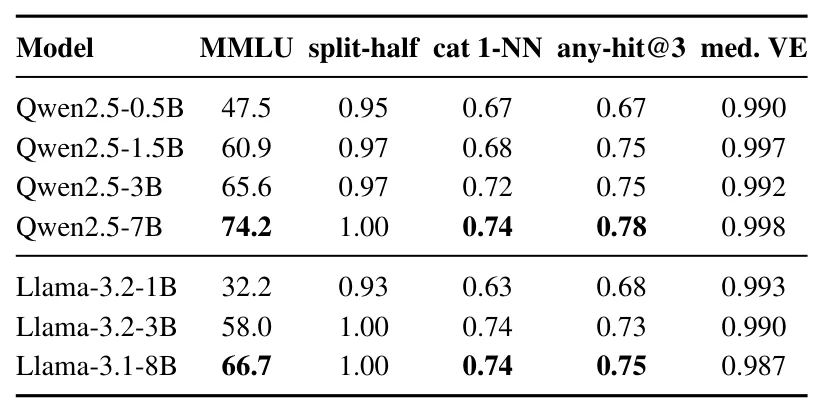 Model MMLU split-half cat 1-NN any-hit@3 med. VE
Qwen2.5-0.5B 47.5 0.95 0.67 0.67 0.990
Qwen2.5-1.5B 60.9 0.97 0.68 0.75 0.997
Qwen2.5-3B 65.6 0.97 0.72 0.75 0.992
Qwen2.5-7B 74.2 1.00 0.74 0.78 0.998
Llama-3.2-1B 32.2 0.93 0.63 0.68 0.993
Llama-3.2-3B 58.0 1.00 0.74 0.73 0.990
Llama-3.1-8B 66.7 1.00 0.74 0.75 0.987